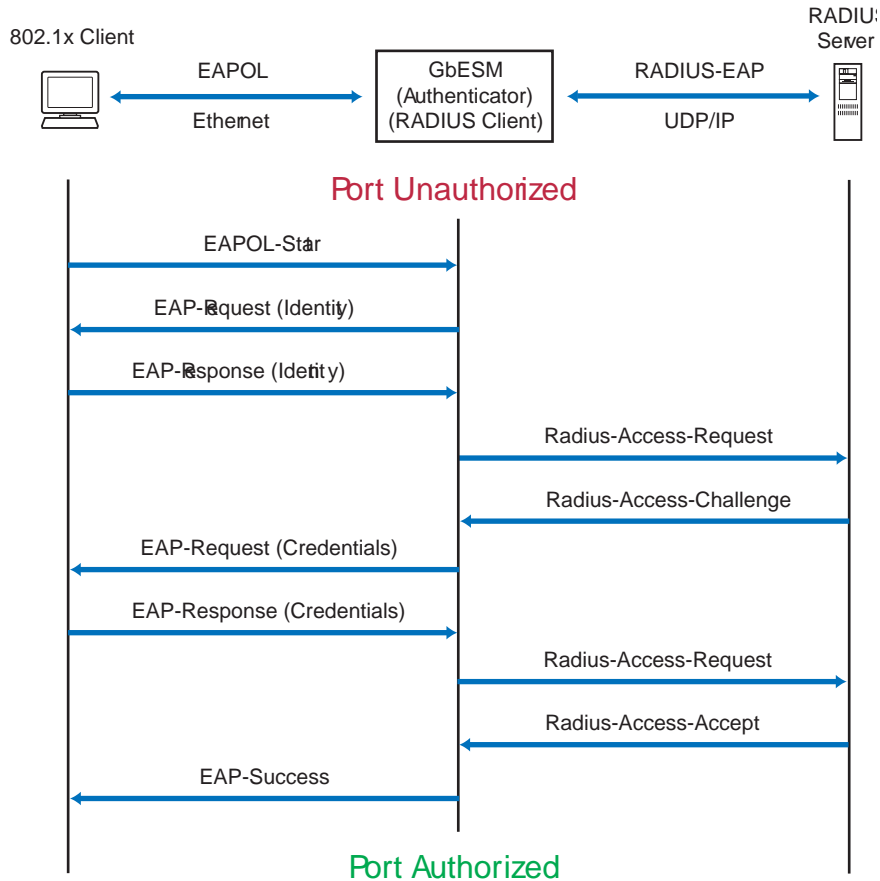 802.1x Client
RADIUS
Server
EAPOL
Ethernet
GbESM
(Authenticator)
(RADIUS Client)
RADIUS-EAP
UDP/IP
Port Unauthorized
EAPOL-Start
EAP-Request (Identity)
EAP-Response (Identity)
Radius-Access-Request
Radius-Access-Challenge
EAP-Request (Credentials)
EAP-Response (Credentials)
Radius-Access-Request
Radius-Access-Accept
EAP-Success
Port Authorized